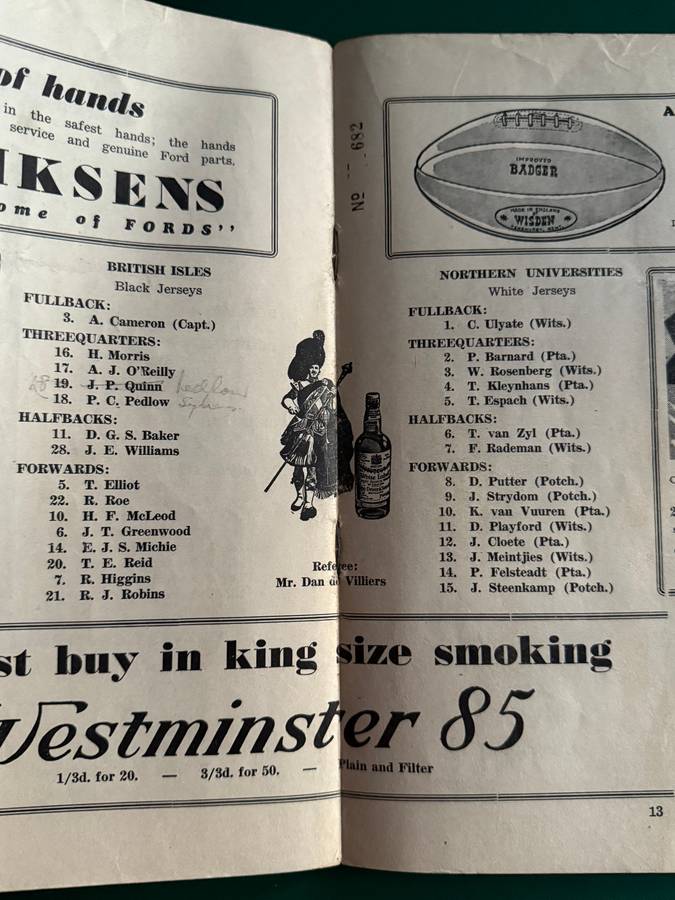 of hands
in the safest hands; the hands
service and genuine Ford parts.
IKSENS
ome of FORDS"
BRITISH ISLES
Black Jerseys
FULLBACK:
3. A. Cameron (Capt.)
THREEQUARTERS:
16. H. Morris
17. A. J. O'Reilly
19. J. P. Quinn
18. P. C. Pedlow
HALFBACKS:
11. D. G. S. Baker
28. J. E. Williams
FORWARDS:
5. T. Elliot
22. R. Roe
10. H. F. McLeod
6. J. T. Greenwood
14. E. J. S. Michie
20. T. E. Reid
7. R. Higgins
21. R. J. Robins
Referee:
Mr. Dan de Villiers
No 682
IMPROVED
BADGER
MADE IN ENGLAND
WISDEN
A
NORTHERN UNIVERSITIES
White Jerseys
FULLBACK:
1. C. Ulyate (Wits.)
THREEQUARTERS:
2. P. Barnard (Pta.)
3. W. Rosenberg (Wits.)
4. T. Kleynhans (Pta.)
5. T. Espach (Wits.)
HALFBACKS:
6. T. van Zyl (Pta.)
7. F. Rademan (Wits.)
FORWARDS:
8. D. Putter (Potch.)
9. J. Strydom (Potch.)
10. K. van Vuuren (Pta.)
11. D. Playford (Wits.)
12. J. Cloete (Pta.)
13. J. Meintjies (Wits.)
14. P. Felsteadt (Pta.)
15. J. Steenkamp (Potch.)
st buy in king size smoking
Westminster 85
1/3d. for 20. — 3/3d. for 50. — Plain and Filter
13